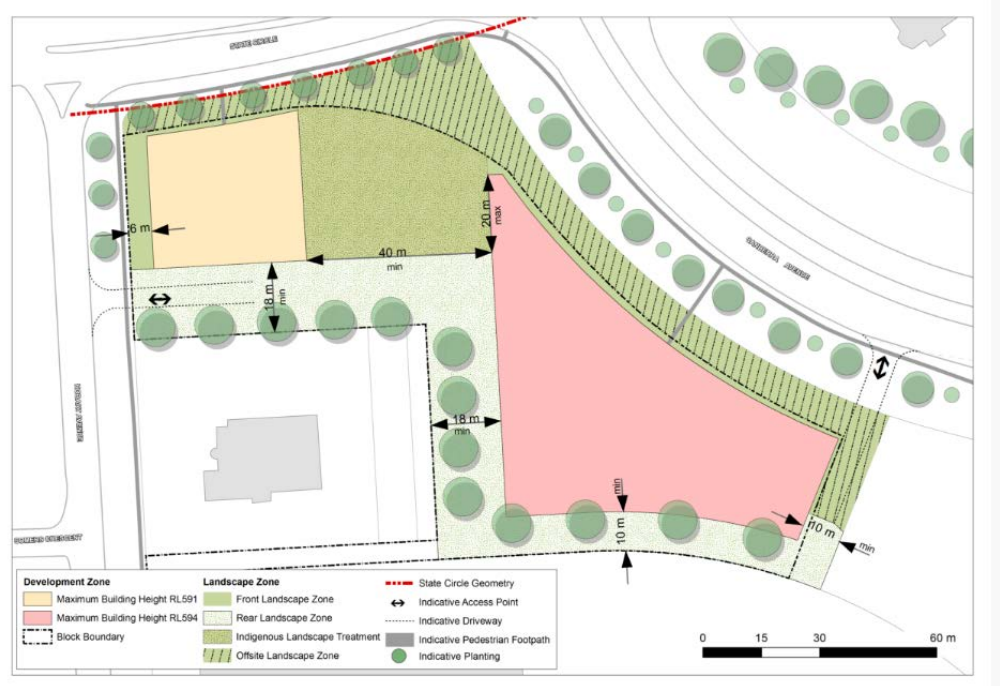 STATE CIRCLE
CANBERRA AVENUE
6 m
20 m
max
40 m
min
18 m
min
18 m
min
min
10 m
10 m
min
SOMERS CRESCENT
Development Zone
Maximum Building Height RL591
Maximum Building Height RL594
Block Boundary
Landscape Zone
Front Landscape Zone
Rear Landscape Zone
Indigenous Landscape Treatment
Offsite Landscape Zone
State Circle Geometry
Indicative Access Point
Indicative Driveway
Indicative Pedestrian Footpath
Indicative Planting
0 15 30 60 m